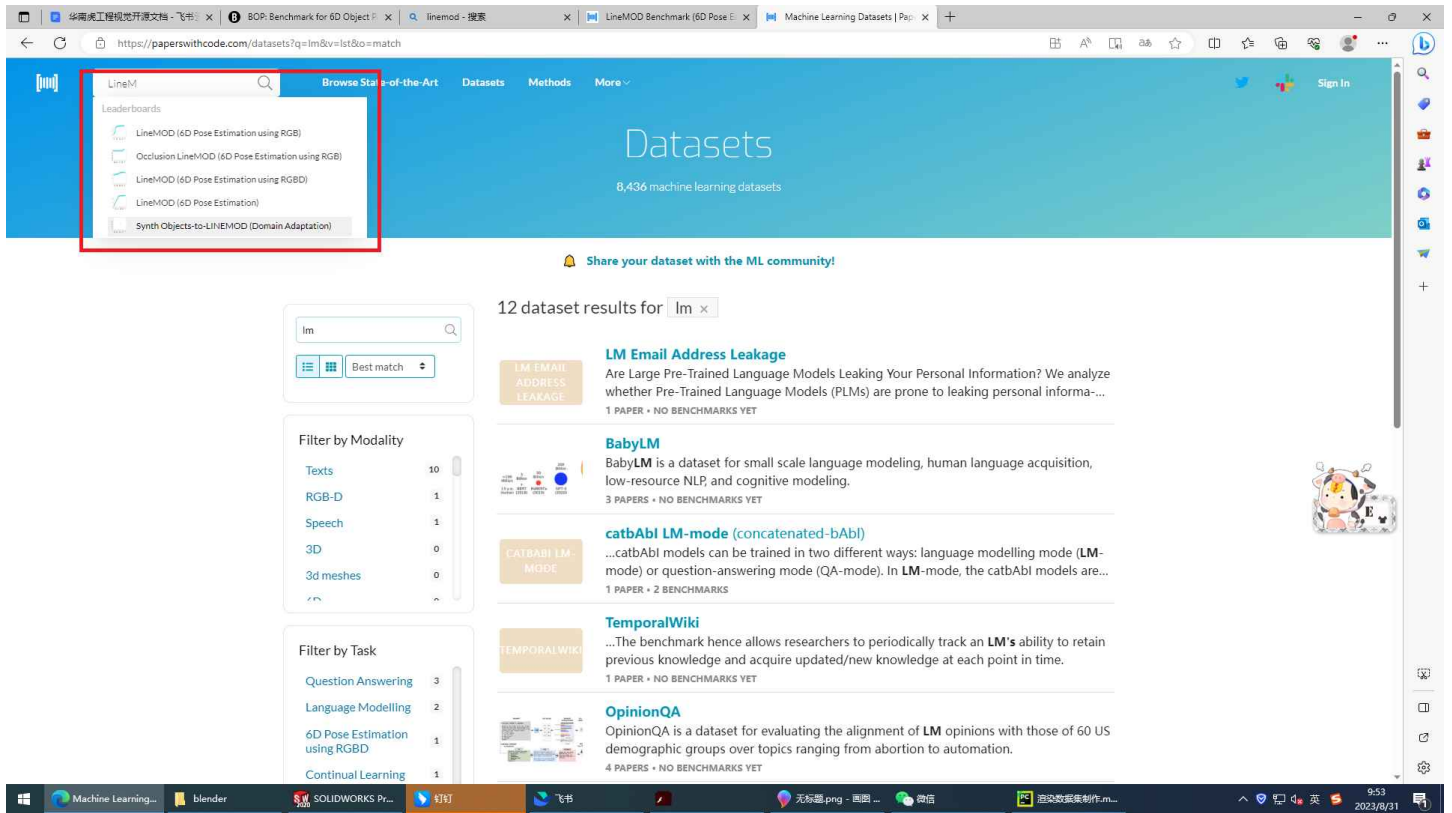 华南虎工程视觉开源文档 - 飞书
BOP: Benchmark for 6D Object P
linemod - 搜索
LineMOD Benchmark (6D Pose E
Machine Learning Datasets | Pap
https://paperswithcode.com/datasets?q=lm&v=lst&o=match
LineM
Browse State-of-the-Art
Datasets
Methods
More
Sign In
Leaderboards
LineMOD (6D Pose Estimation using RGB)
Occlusion LineMOD (6D Pose Estimation using RGB)
LineMOD (6D Pose Estimation using RGBD)
LineMOD (6D Pose Estimation)
Synth Objects-to-LINEMOD (Domain Adaptation)
Datasets
8,436 machine learning datasets
Share your dataset with the ML community!
lm
Best match
Filter by Modality
Texts 10
RGB-D 1
Speech 1
3D 0
3d meshes 0
Filter by Task
Question Answering 3
Language Modelling 2
6D Pose Estimation
using RGBD 1
Continual Learning 1
12 dataset results for lm ×
LM EMAIL
ADDRESS
LEAKAGE
LM Email Address Leakage
Are Large Pre-Trained Language Models Leaking Your Personal Information? We analyze
whether Pre-Trained Language Models (PLMs) are prone to leaking personal informa-...
1 PAPER • NO BENCHMARKS YET
BabyLM
BabyLM is a dataset for small scale language modeling, human language acquisition,
low-resource NLP, and cognitive modeling.
3 PAPERS • NO BENCHMARKS YET
CATBABI LM-
MODE
catbAbI LM-mode (concatenated-bAbI)
...catbAbI models can be trained in two different ways: language modelling mode (LM-
mode) or question-answering mode (QA-mode). In LM-mode, the catbAbI models are...
1 PAPER • 2 BENCHMARKS
TEMPORALWIKI
TemporalWiki
...The benchmark hence allows researchers to periodically track an LM's ability to retain
previous knowledge and acquire updated/new knowledge at each point in time.
1 PAPER • NO BENCHMARKS YET
OpinionQA
OpinionQA is a dataset for evaluating the alignment of LM opinions with those of 60 US
demographic groups over topics ranging from abortion to automation.
4 PAPERS • NO BENCHMARKS YET
E
Machine Learning...
blender
SOLIDWORKS Pr...
钉钉
飞书
无标题.png - 画图 ...
微信
渲染数据集制作.m...
英
9:53
2023/8/31